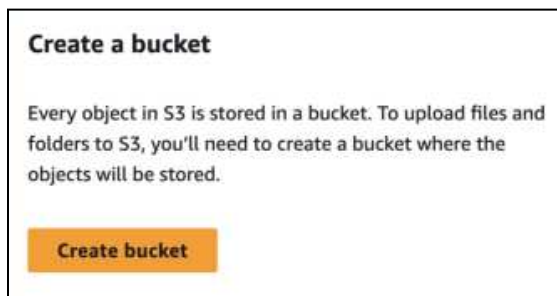 Create a bucket
Every object in S3 is stored in a bucket. To upload files and
folders to S3, you'll need to create a bucket where the
objects will be stored.
Create bucket